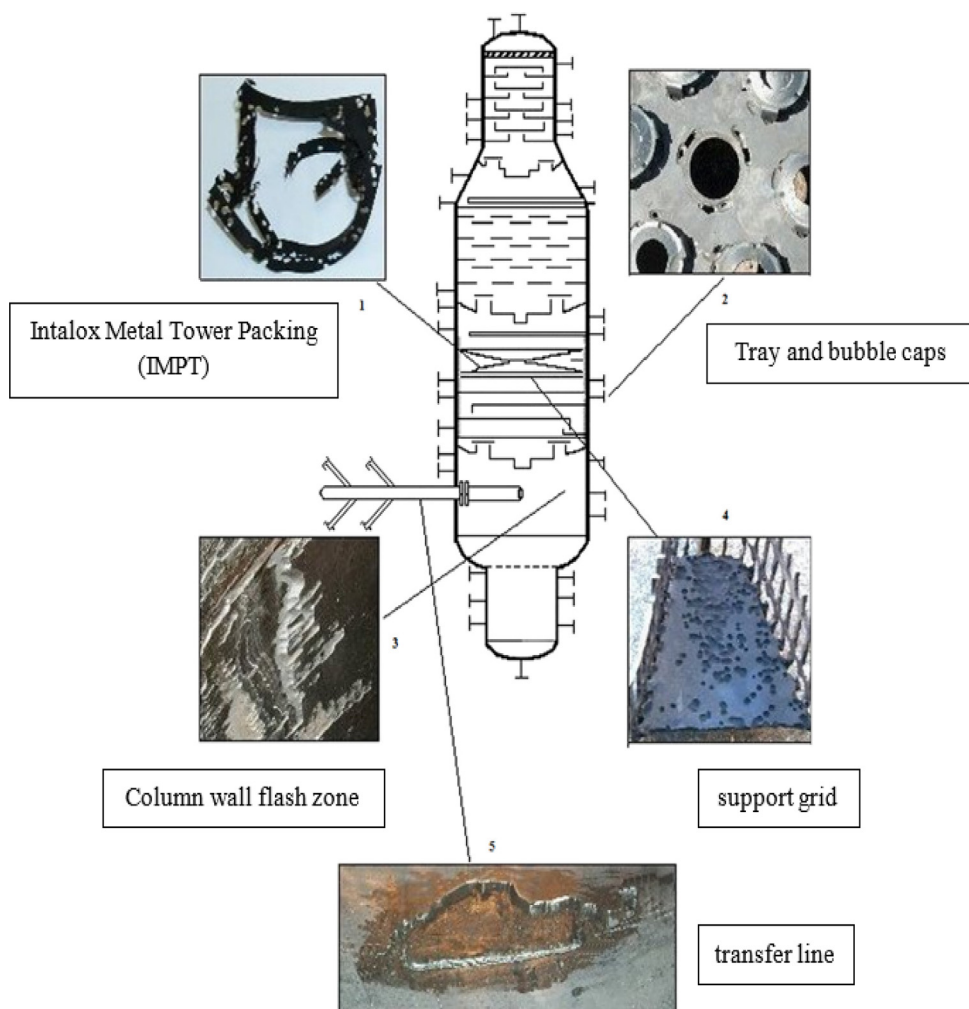 1
2
Intalox Metal Tower Packing
(IMPT)
Tray and bubble caps
4
3
Column wall flash zone
support grid
5
transfer line